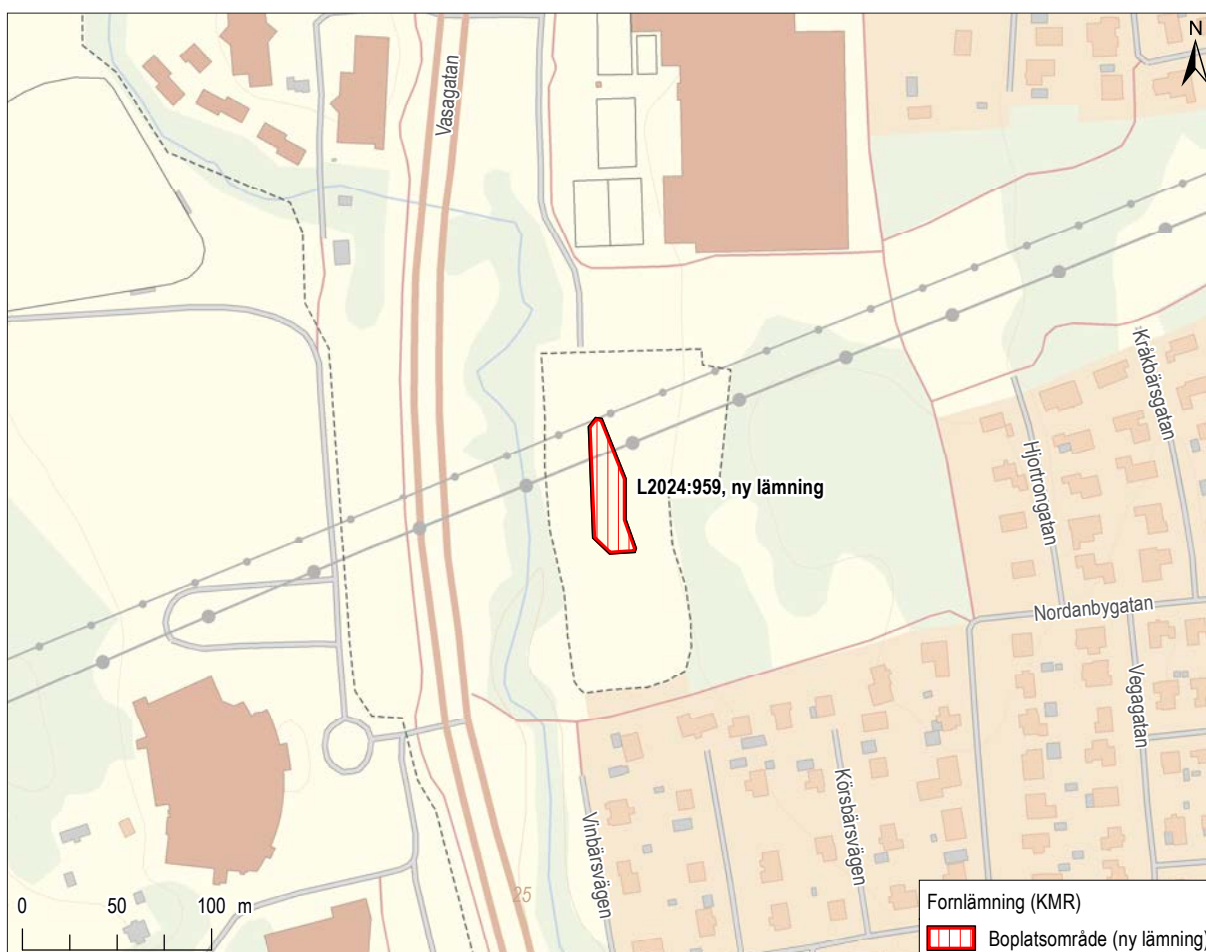 N
Vasagatan
Kråkbärsgatan
Hjortrongatan
L2024:959, ny lämning
Nordanbygatan
Vegagatan
Körsbärsvägen
Vinbärsvägen
25
0 50 100 m
Fornlämning (KMR)
Boplatsområde (ny lämning)